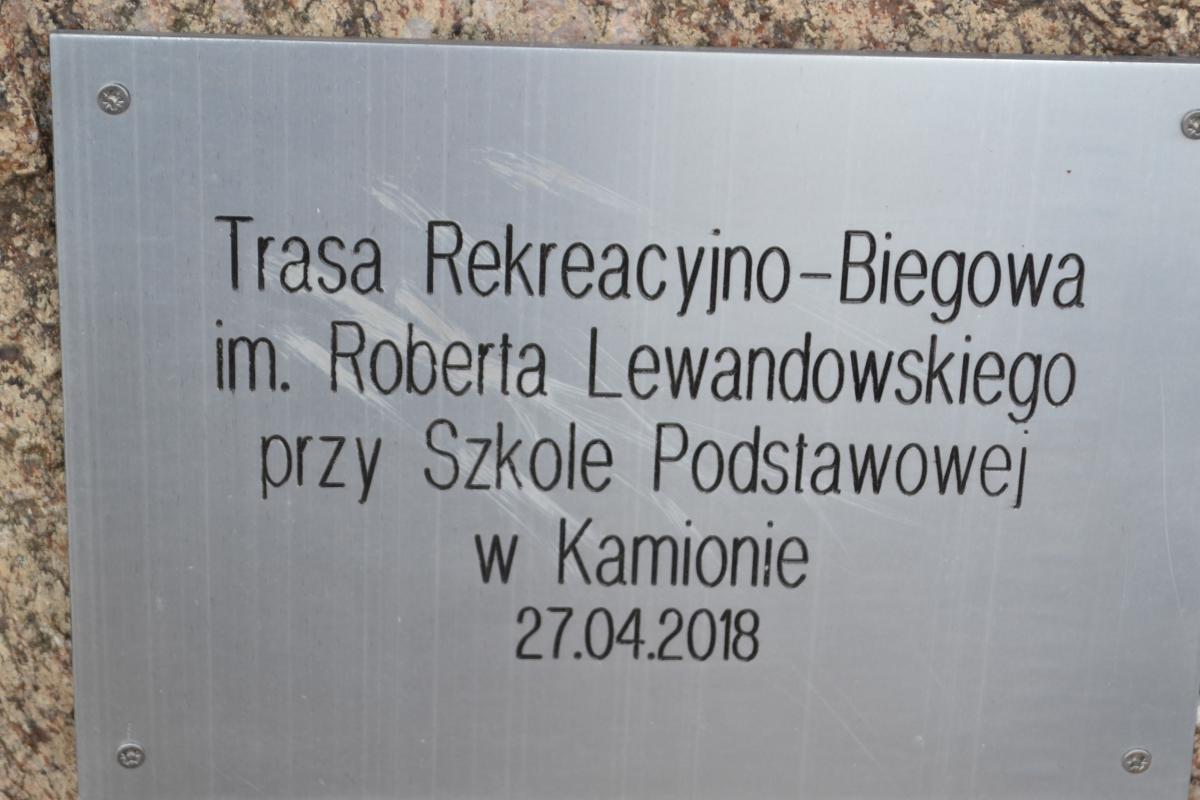 Trasa Rekreacyjno-Biegowa
im. Roberta Lewandowskiego
przy Szkole Podstawowej
w Kamionie
27.04.2018